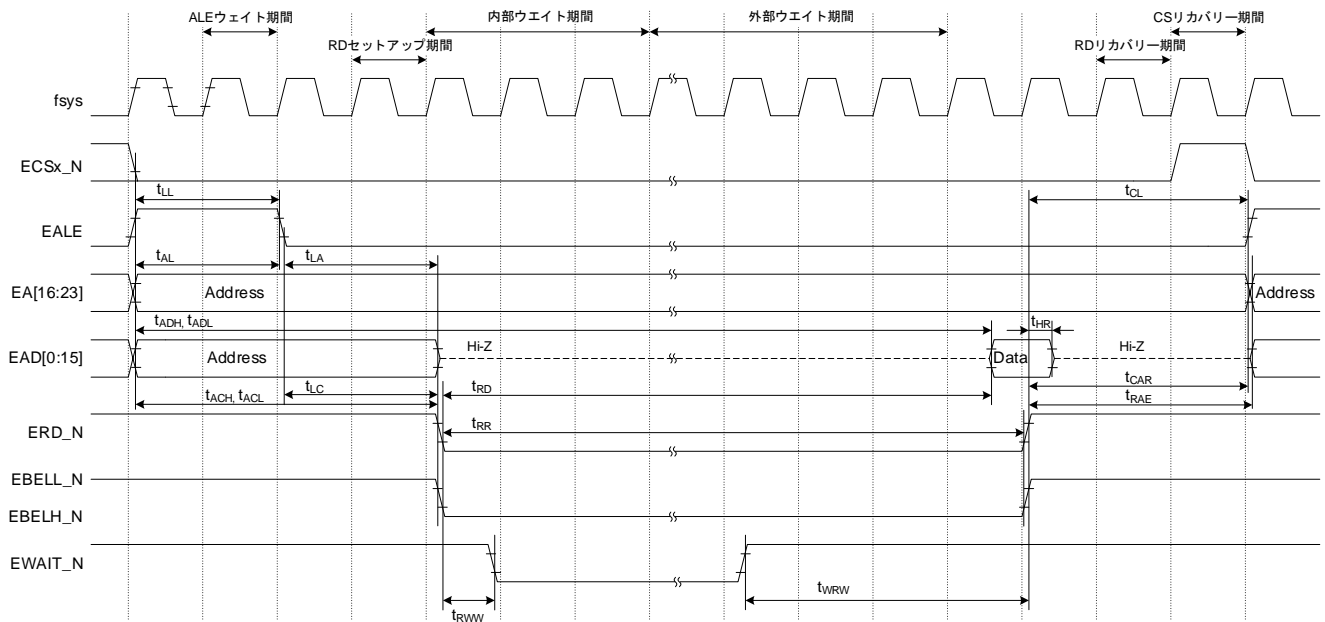 ALEウェイト期間
内部ウエイト期間
外部ウエイト期間
CSリカバリー期間
RDセットアップ期間
RDリカバリー期間
fsys
ECSx_N
tLL
tCL
EALE
tAL
tLA
EA[16:23]
Address
Address
tADH, tADL
tHR
EAD[0:15]
Address
Hi-Z
Data
Hi-Z
tLC
tRD
tCAR
tACH, tACL
tRAE
ERD_N
tRR
EBELL_N
EBELH_N
EWAIT_N
tRWW
tWRW